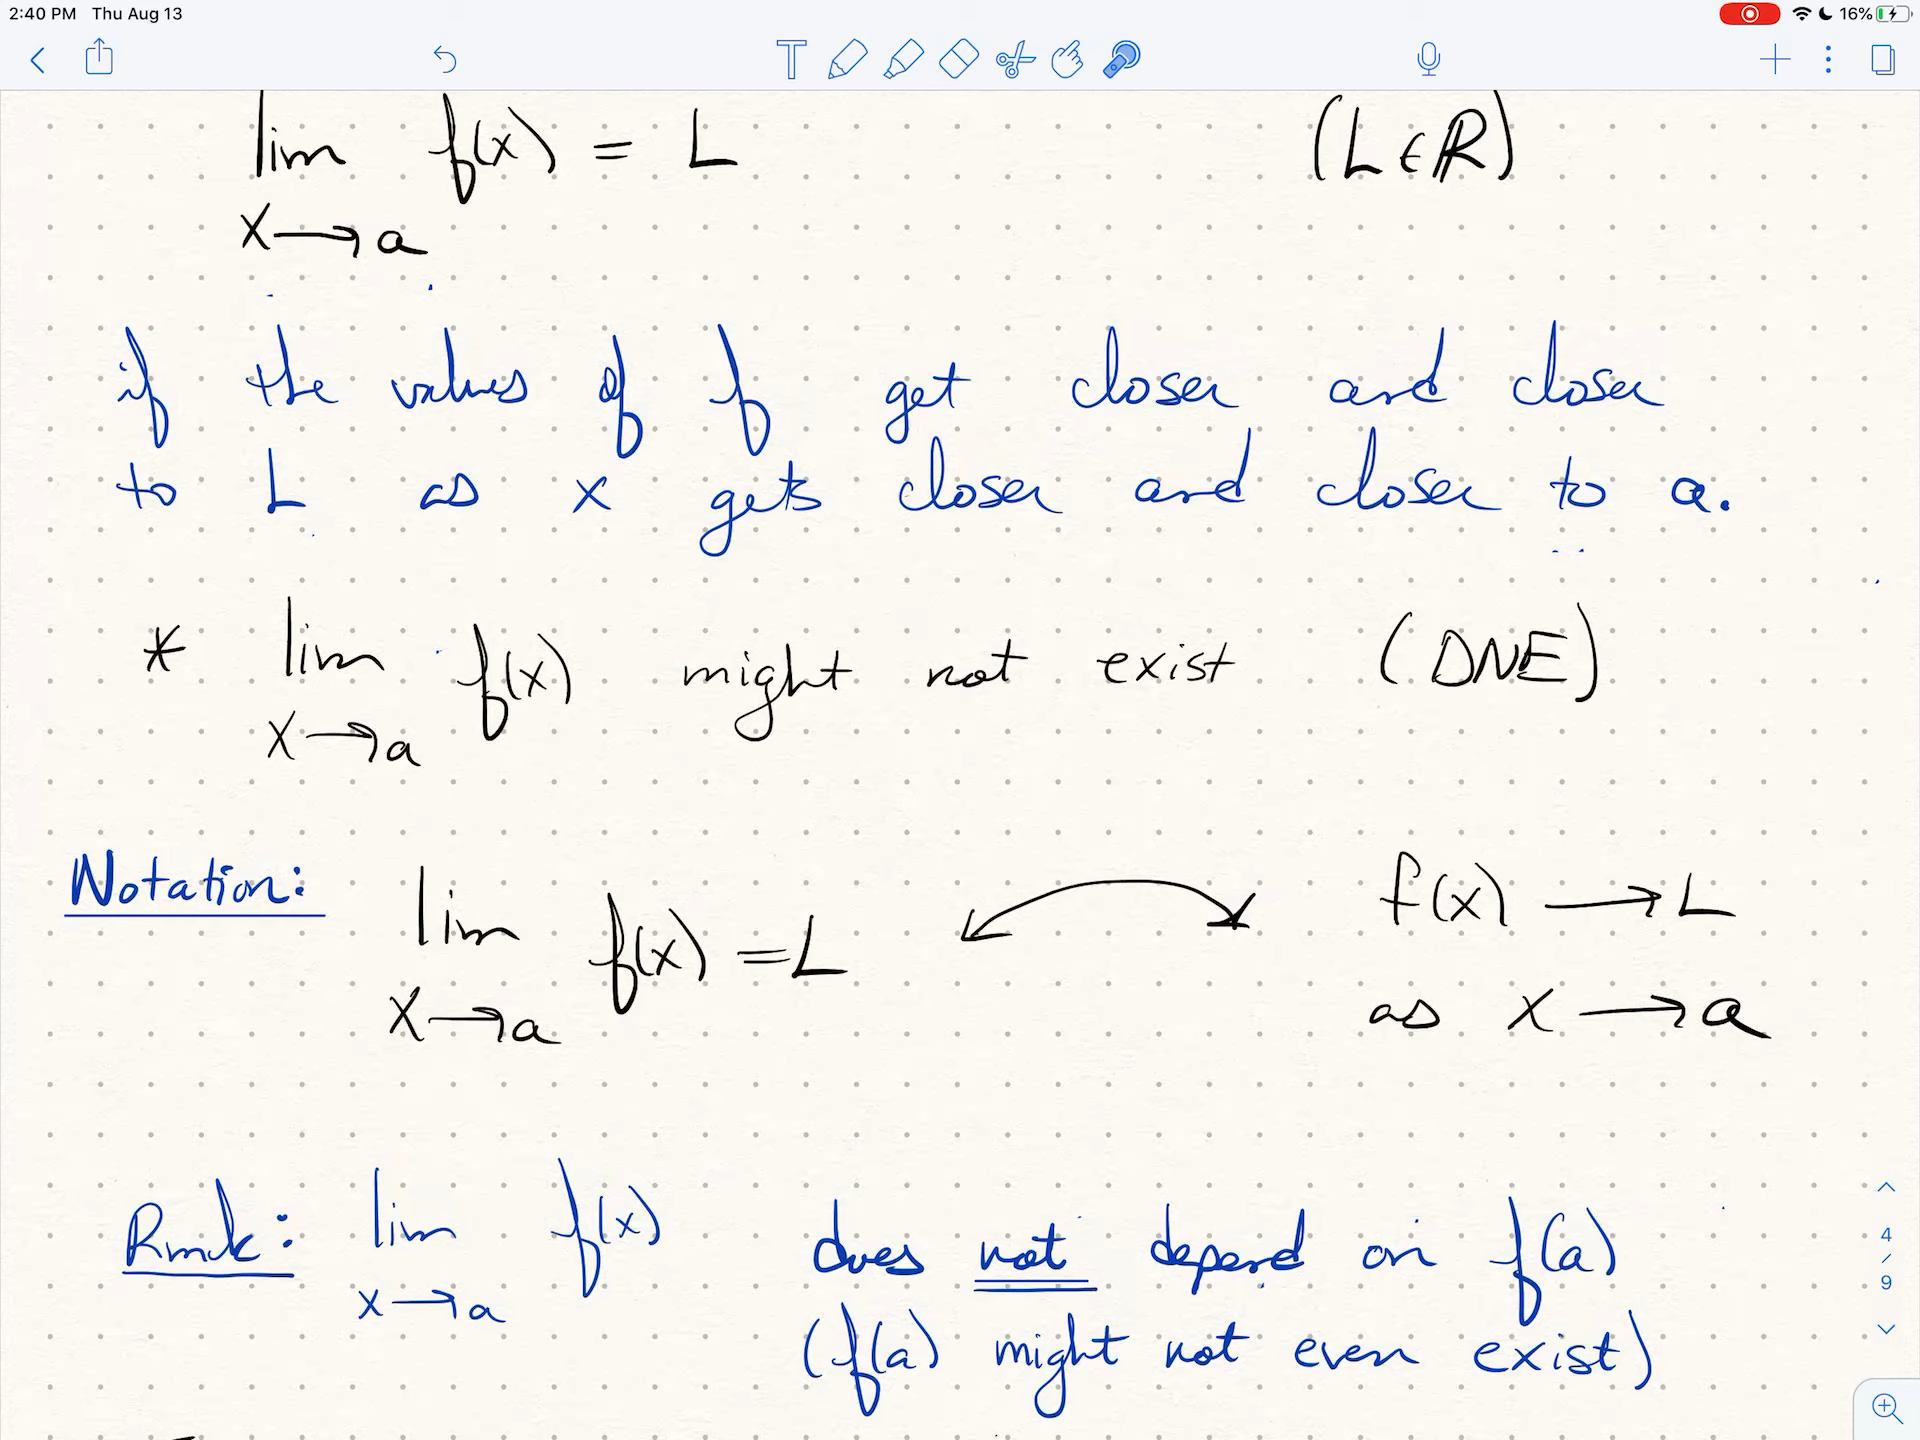 2:40 PM Thu Aug 13 16%
lim f(x) = L (L ∈ ℝ)
x → a
if the values of f get closer and closer
to L as x gets closer and closer to a.
* lim f(x) might not exist (DNE)
x → a
Notation: lim f(x) = L f(x) → L
x → a as x → a
Rmk: lim f(x) does not depend on f(a)
x → a (f(a) might not even exist)
4
/
9